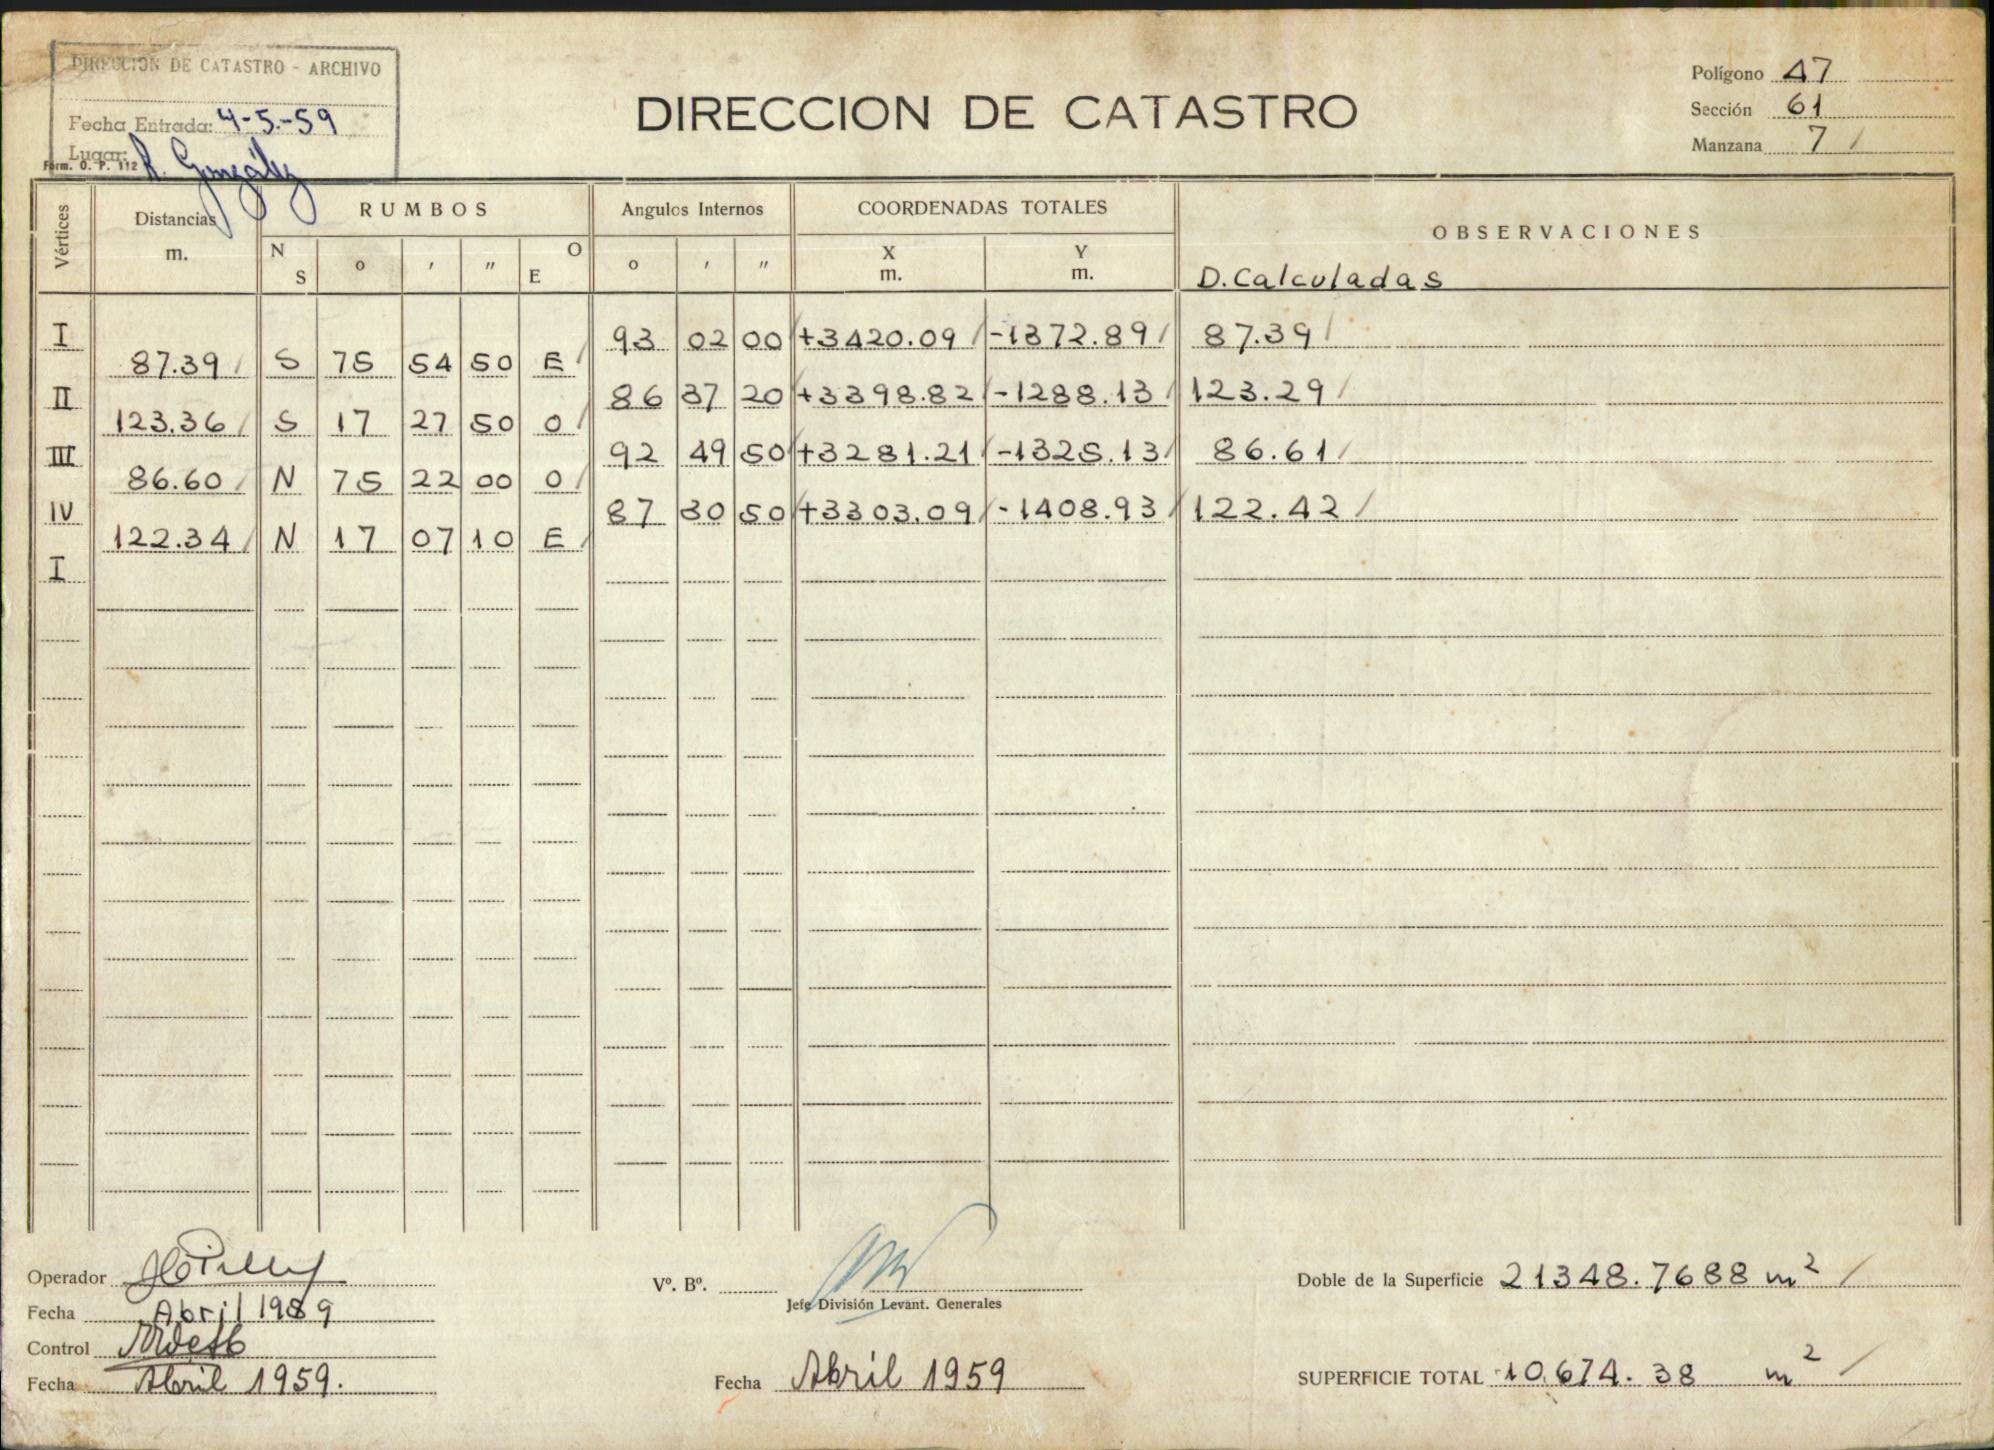 DIRECCION DE CATASTRO - ARCHIVO
Fecha Entrada: 4-5.-59
Lugar:
Form. O. P. 112 R. González
DIRECCION DE CATASTRO
Polígono 47
Sección 61
Manzana 7 /
Vértices Distancias m. RUMBOS Angulos Internos COORDENADAS TOTALES OBSERVACIONES
N S o ' " E O o ' " X m. Y m. D. Calculadas
I 93 02 00 +3420.09 / -1372.89 / 87.39 /
87.39 / S 75 54 50 E /
II 86 37 20 +3398.82 / -1288.13 / 123.29 /
123.36 / S 17 27 50 O /
III 92 49 50 +3281.21 / -1325.13 / 86.61 /
86.60 / N 75 22 00 O /
IV 87 30 50 +3303.09 / -1408.93 / 122.42 /
122.34 / N 17 07 10 E /
I
Operador
Fecha Abril 1959
Control
Fecha Abril 1959.
Vº. Bº.
Jefe División Levant. Generales
Fecha Abril 1959
Doble de la Superficie 21348.7688 m² /
SUPERFICIE TOTAL 10.674.38 m² /